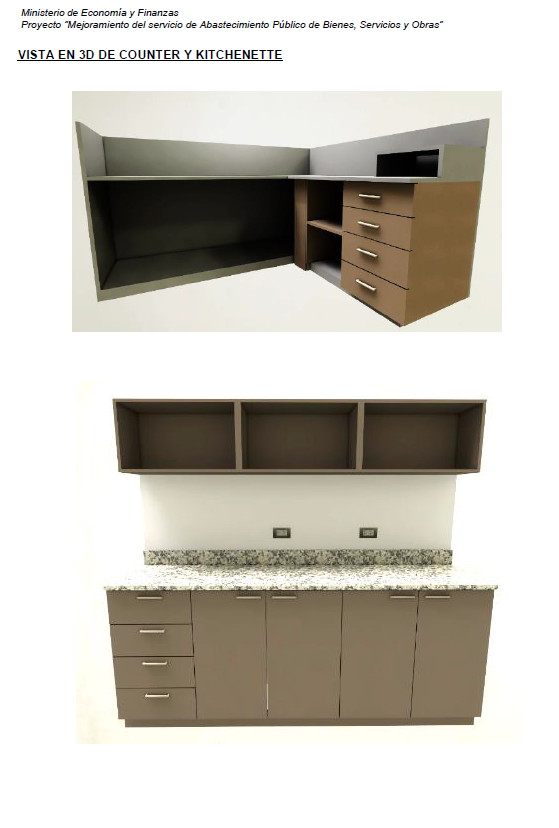 Ministerio de Economía y Finanzas
Proyecto "Mejoramiento del servicio de Abastecimiento Público de Bienes, Servicios y Obras"
VISTA EN 3D DE COUNTER Y KITCHENETTE